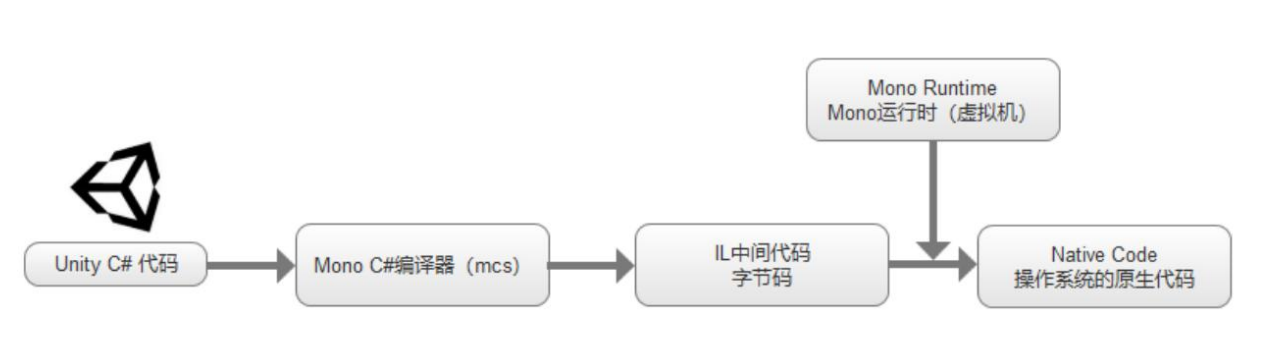 Mono Runtime
Mono运行时（虚拟机）
Unity C# 代码
Mono C#编译器（mcs）
IL中间代码
字节码
Native Code
操作系统的原生代码